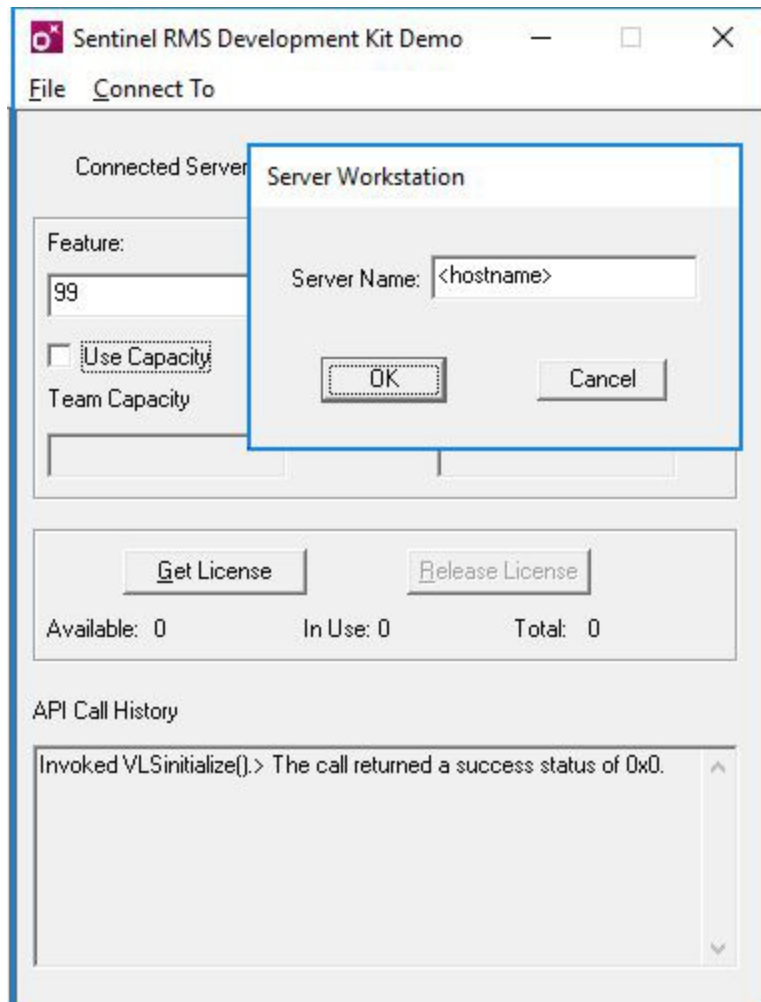 Sentinel RMS Development Kit Demo
File Connect To
Connected Server
Server Workstation
Feature:
Server Name: <hostname>
99
Use Capacity
OK Cancel
Team Capacity
Get License Release License
Available: 0 In Use: 0 Total: 0
API Call History
Invoked VLSinitialize().> The call returned a success status of 0x0.